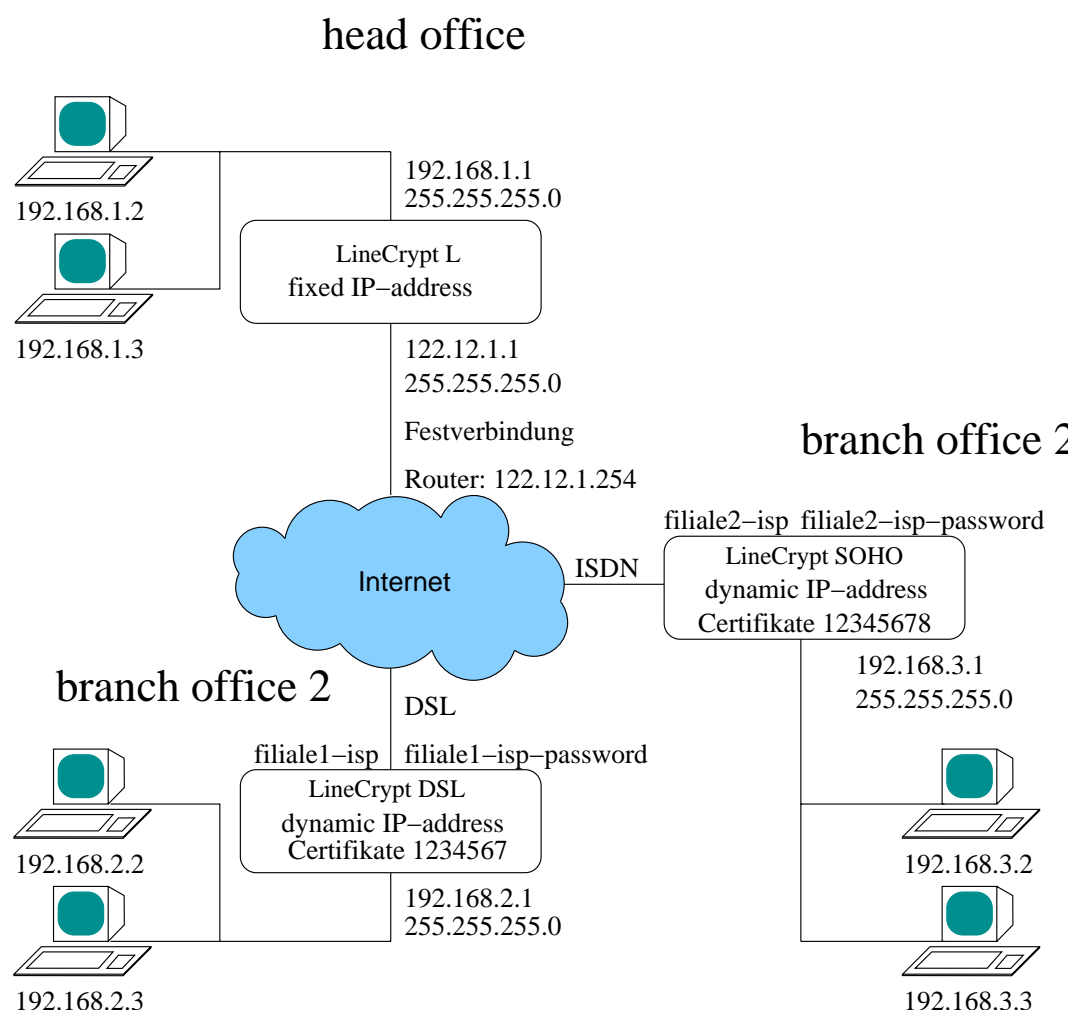 head office
192.168.1.1
255.255.255.0
192.168.1.2
LineCrypt L
fixed IP−address
192.168.1.3
122.12.1.1
255.255.255.0
Festverbindung
Router: 122.12.1.254
branch office 2
filiale2−isp filiale2−isp−password
LineCrypt SOHO
dynamic IP−address
Certifikate 12345678
ISDN
Internet
192.168.3.1
255.255.255.0
branch office 2
DSL
filiale1−isp filiale1−isp−password
LineCrypt DSL
dynamic IP−address
Certifikate 1234567
192.168.2.2
192.168.3.2
192.168.2.1
255.255.255.0
192.168.2.3
192.168.3.3